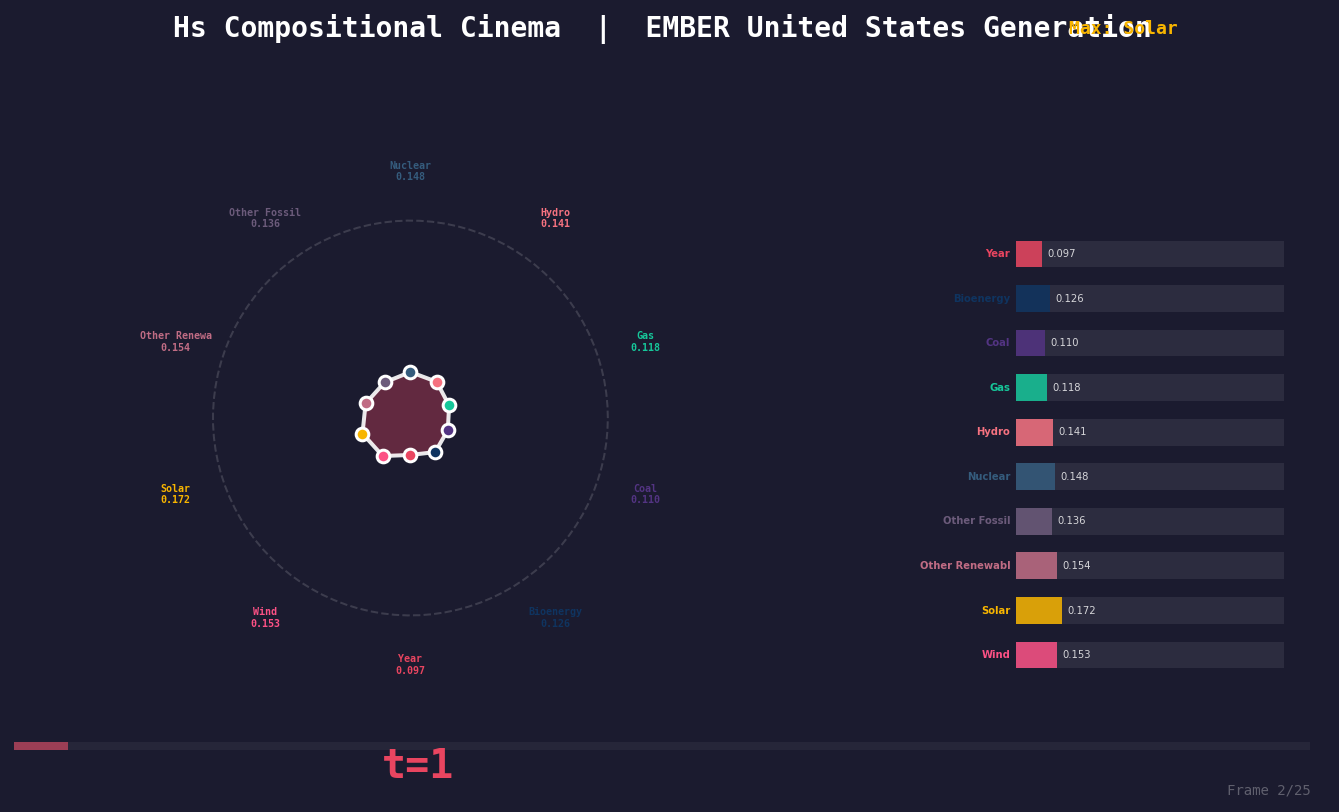 Hs Compositional Cinema | EMBER United States Generation
Max: Solar
Nuclear
0.148
Other Fossil
0.136
Hydro
0.141
Other Renewa
0.154
Gas
0.118
Solar
0.172
Coal
0.110
Wind
0.153
Bioenergy
0.126
Year
0.097
Year 0.097
Bioenergy 0.126
Coal 0.110
Gas 0.118
Hydro 0.141
Nuclear 0.148
Other Fossil 0.136
Other Renewabl 0.154
Solar 0.172
Wind 0.153
t=1
Frame 2/25